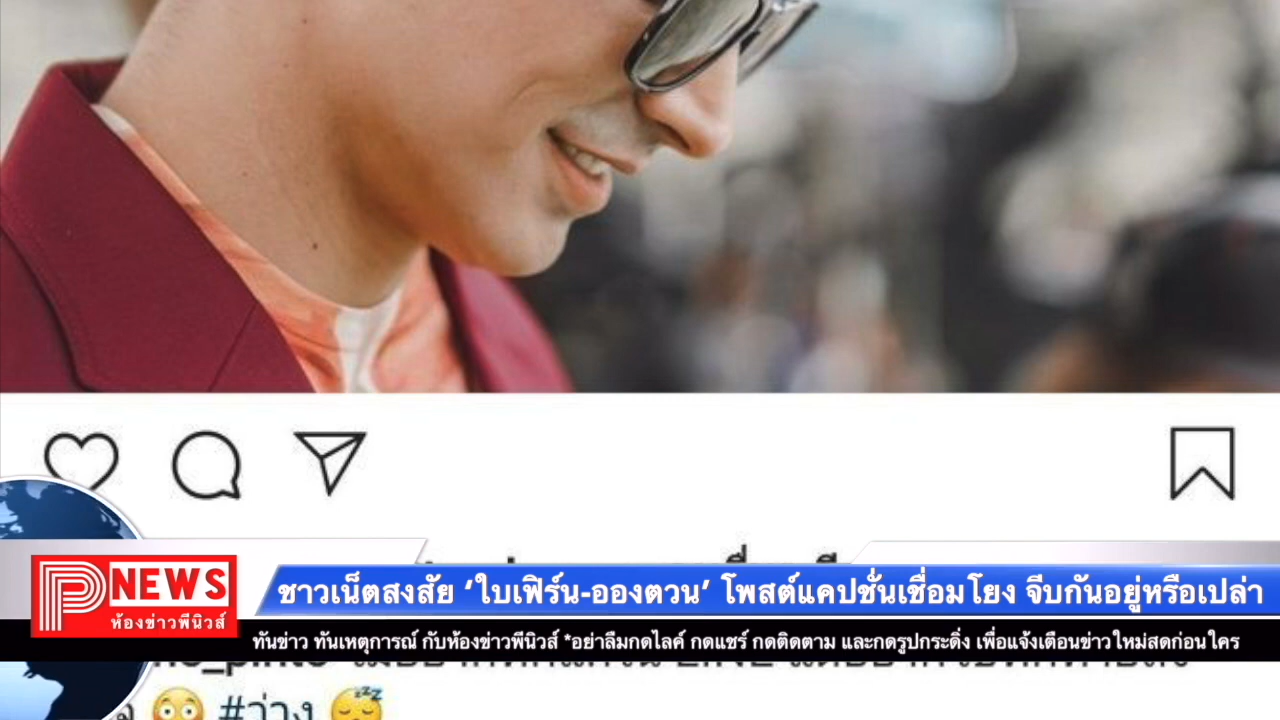 NEWS
ห้องข่าวพีนิวส์
ชาวเน็ตสงสัย ‘ใบเฟิร์น-อองตวน’ โพสต์แคปชั่นเชื่อมโยง จีบกันอยู่หรือเปล่า
ทันข่าว ทันเหตุการณ์ กับห้องข่าวพีนิวส์ *อย่าลืมกดไลค์ กดแชร์ กดติดตาม และกดรูปกระดิ่ง เพื่อแจ้งเตือนข่าวใหม่สดก่อนใคร
#ว่าง